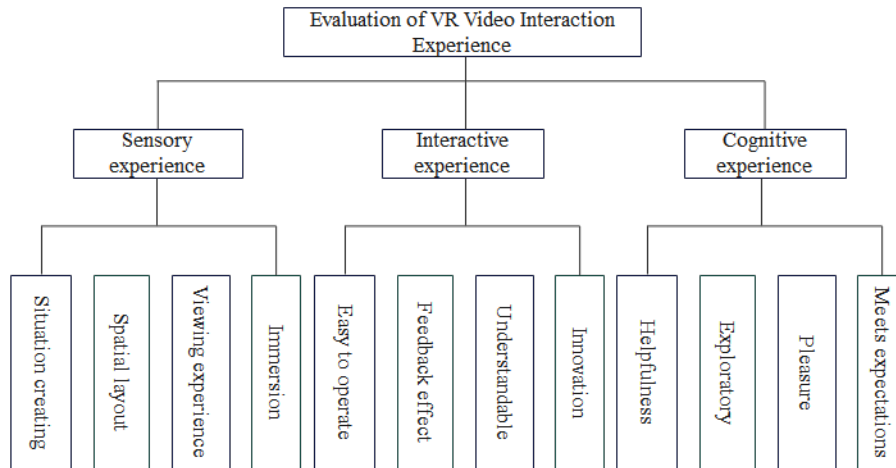 Evaluation of VR Video Interaction
Experience
Sensory
experience
Interactive
experience
Cognitive
experience
Situation creating
Spatial layout
Viewing experience
Immersion
Easy to operate
Feedback effect
Understandable
Innovation
Helpfulness
Exploratory
Pleasure
Meets expectations